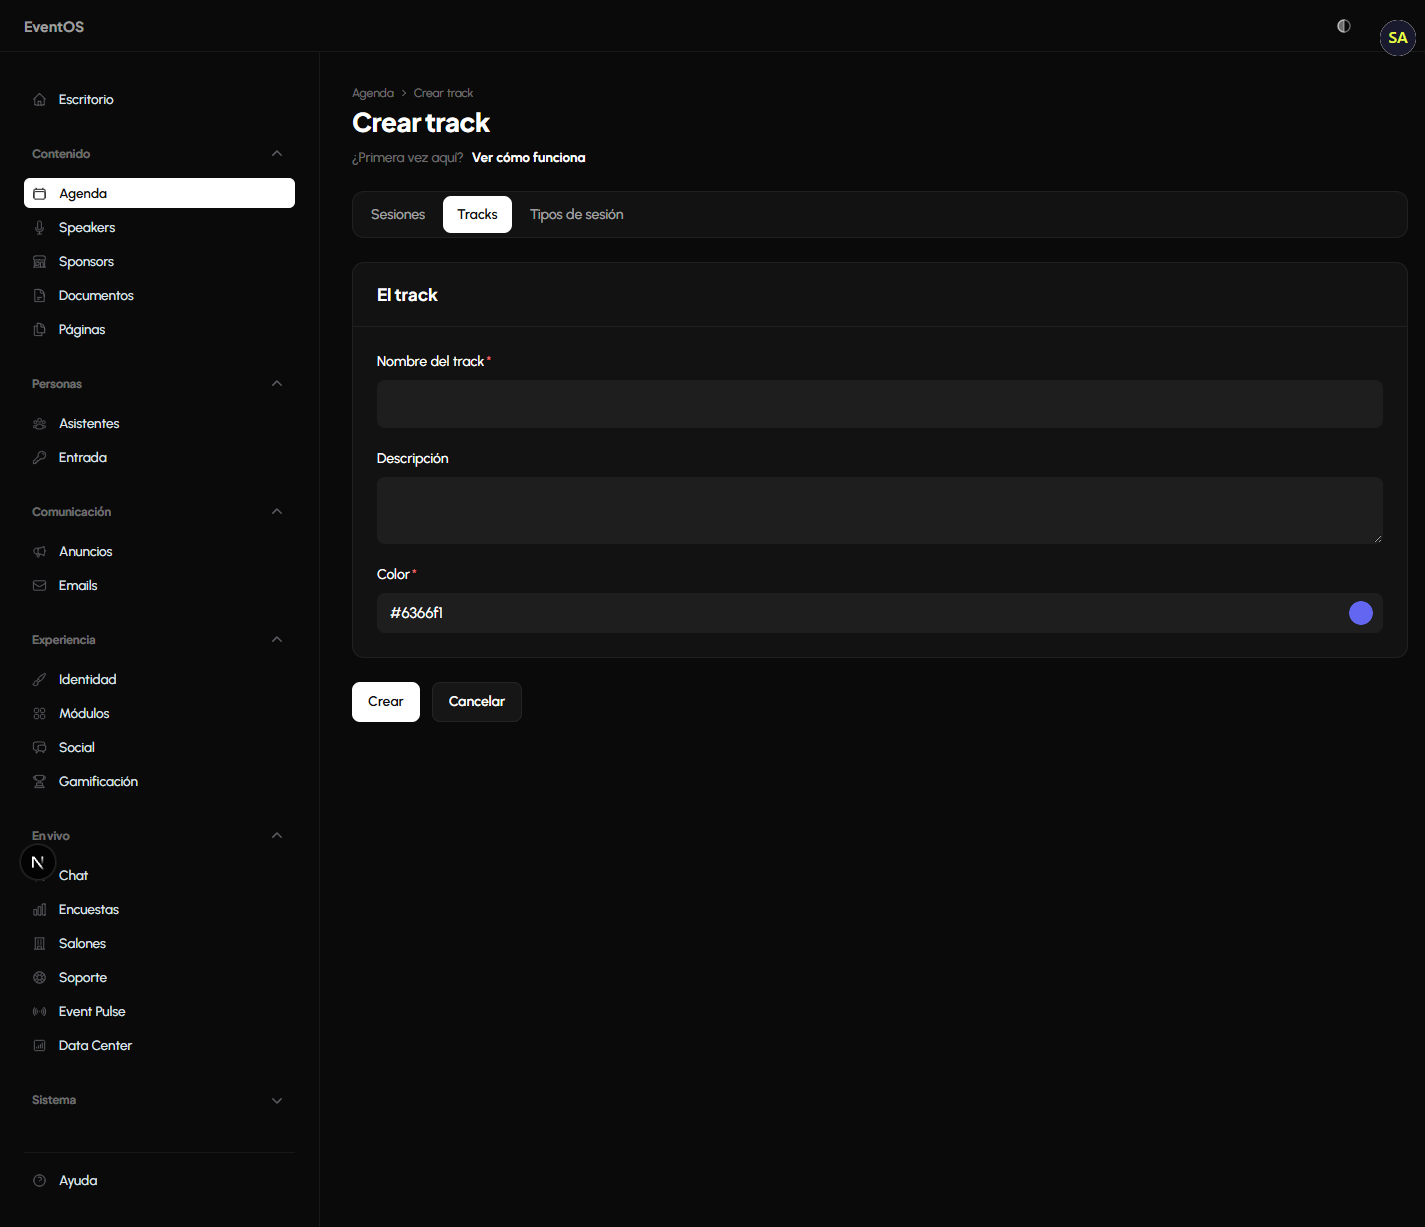 EventOS
SA
Escritorio
Contenido
Agenda
Speakers
Sponsors
Documentos
Páginas
Personas
Asistentes
Entrada
Comunicación
Anuncios
Emails
Experiencia
Identidad
Módulos
Social
Gamificación
En vivo
N
Chat
Encuestas
Salones
Soporte
Event Pulse
Data Center
Sistema
Ayuda
Agenda > Crear track
Crear track
¿Primera vez aquí? Ver cómo funciona
Sesiones Tracks Tipos de sesión
El track
Nombre del track*
Descripción
Color*
#6366f1
Crear Cancelar